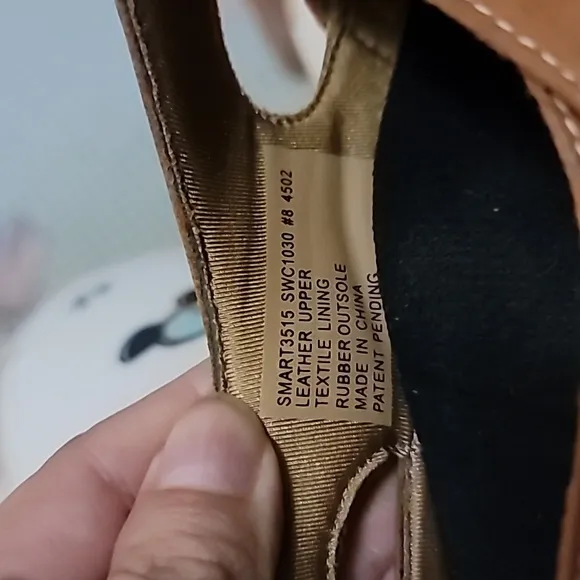 SMART3515 SWC1030 #8 4502
LEATHER UPPER
TEXTILE LINING
RUBBER OUTSOLE
MADE IN CHINA
PATENT PENDING